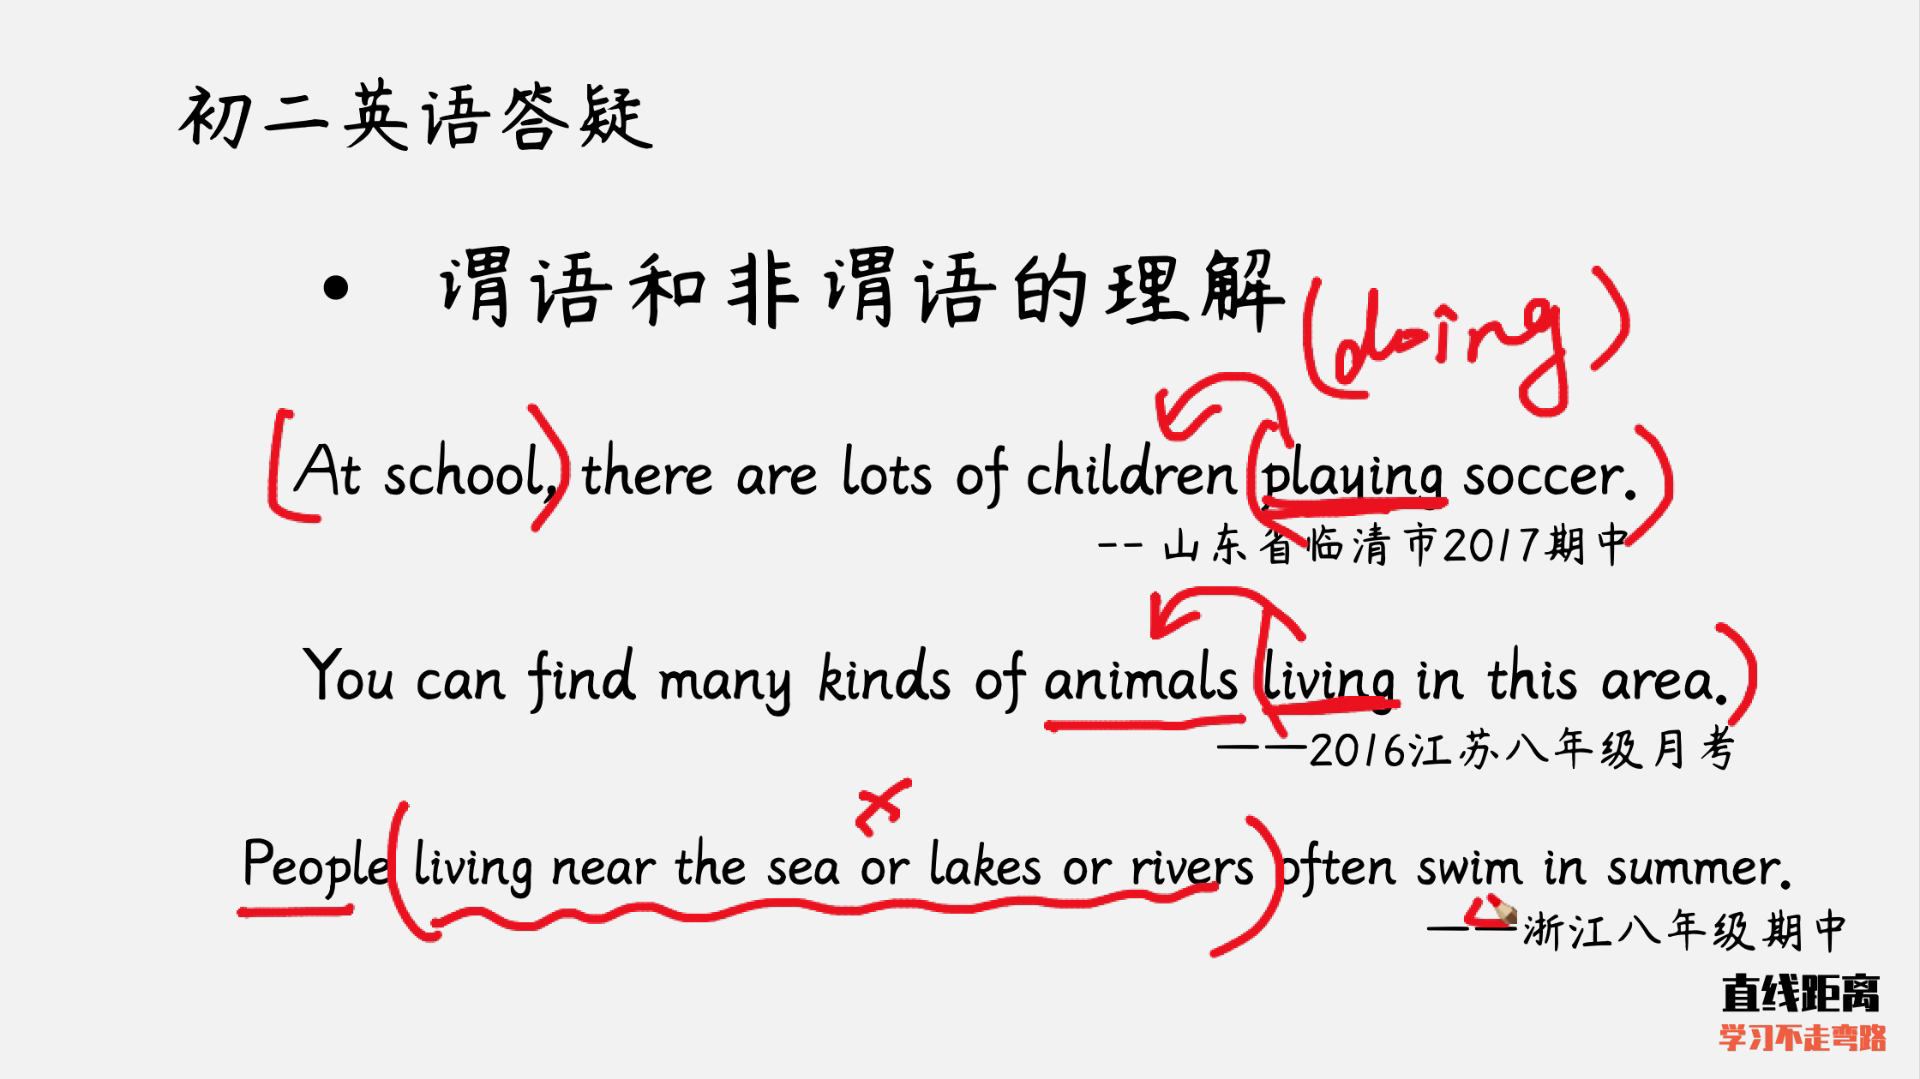 初二英语答疑
• 谓语和非谓语的理解
(doing)
At school, there are lots of children playing soccer.
-- 山东省临清市2017期中
You can find many kinds of animals living in this area.
——2016江苏八年级月考
People living near the sea or lakes or rivers often swim in summer.
——浙江八年级期中
直线距离
学习不走弯路